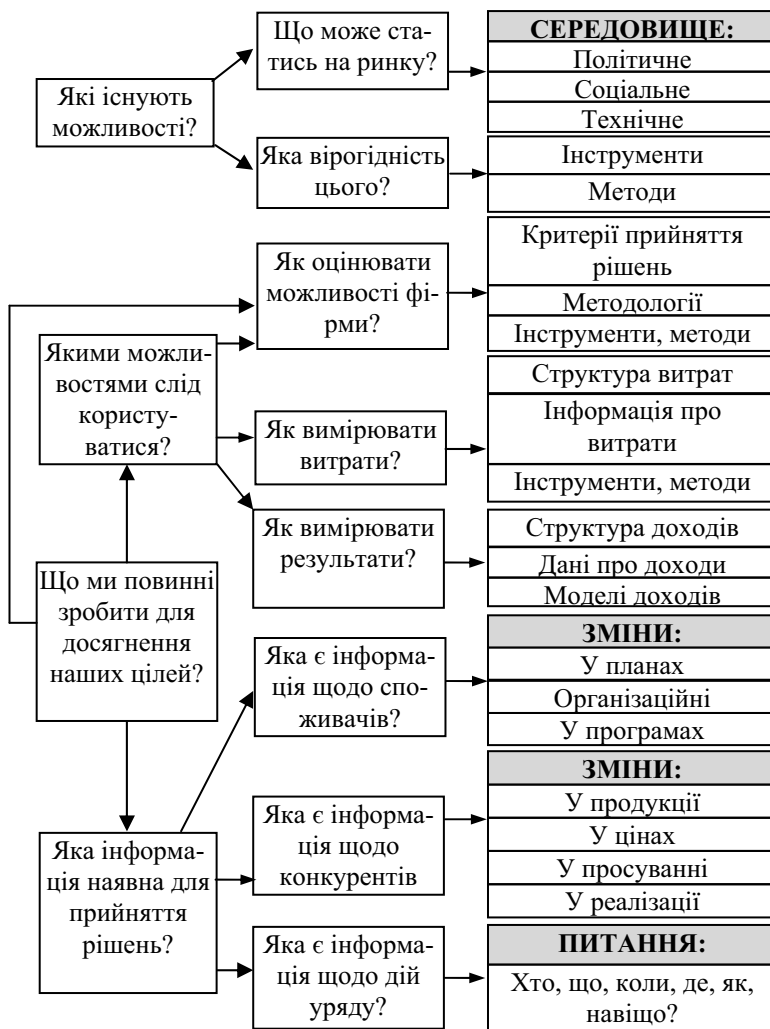 Які існують
можливості?
Що може ста-
тись на ринку?
СЕРЕДОВИЩЕ:
Політичне
Соціальне
Технічне
Яка вірогідність
цього?
Інструменти
Методи
Як оцінювати
можливості фі-
рми?
Критерії прийняття
рішень
Методології
Інструменти, методи
Якими можли-
востями слід
користу-
ватися?
Як вимірювати
витрати?
Структура витрат
Інформація про
витрати
Інструменти, методи
Як вимірювати
результати?
Структура доходів
Дані про доходи
Моделі доходів
Що ми повинні
зробити для
досягнення
наших цілей?
Яка є інформа-
ція щодо спо-
живачів?
ЗМІНИ:
У планах
Організаційні
У програмах
Яка інформа-
ція наявна для
прийняття
рішень?
Яка є інформа-
ція щодо
конкурентів
ЗМІНИ:
У продукції
У цінах
У просуванні
У реалізації
Яка є інформа-
ція щодо дій
уряду?
ПИТАННЯ:
Хто, що, коли, де, як,
навіщо?